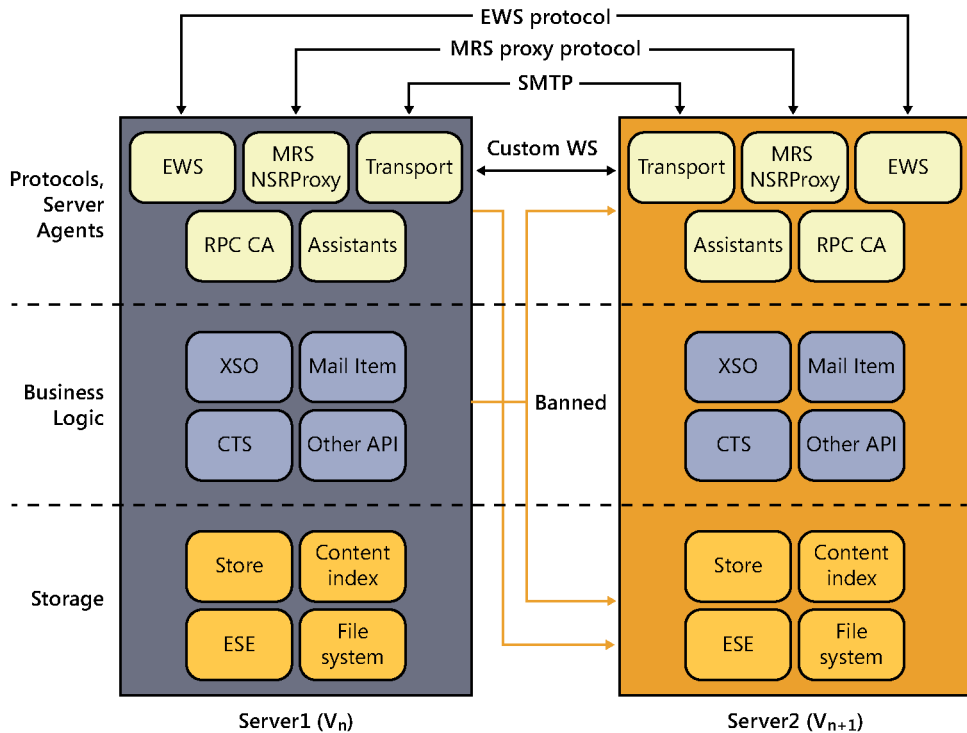 EWS protocol
MRS proxy protocol
SMTP
Custom WS
Banned
Protocols,
Server
Agents
Business
Logic
Storage
EWS
MRS
NSRProxy
Transport
RPC CA
Assistants
XSO
Mail Item
CTS
Other API
Store
Content
index
ESE
File
system
Server1 (Vn)
Transport
MRS
NSRProxy
EWS
Assistants
RPC CA
XSO
Mail Item
CTS
Other API
Store
Content
index
ESE
File
system
Server2 (Vn+1)